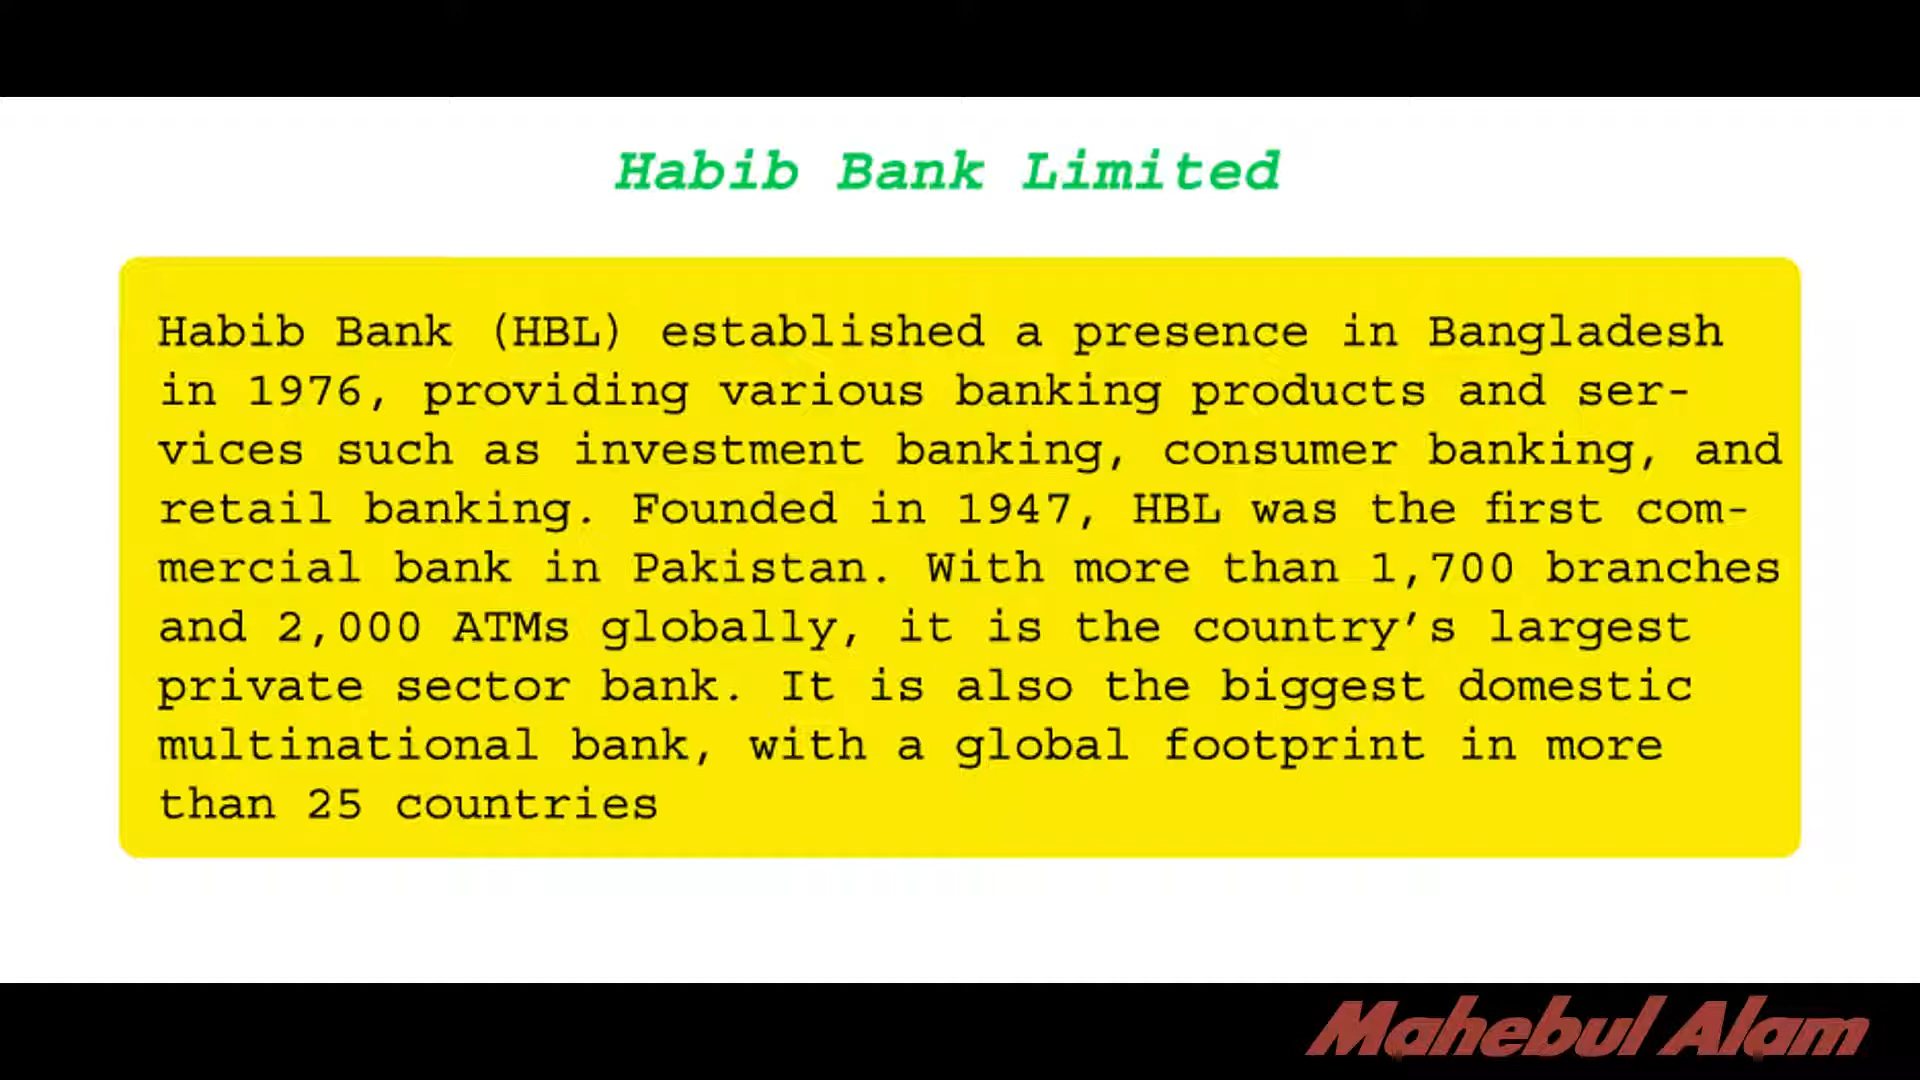 Habib Bank Limited
Habib Bank (HBL) established a presence in Bangladesh
in 1976, providing various banking products and ser-
vices such as investment banking, consumer banking, and
retail banking. Founded in 1947, HBL was the first com-
mercial bank in Pakistan. With more than 1,700 branches
and 2,000 ATMs globally, it is the country’s largest
private sector bank. It is also the biggest domestic
multinational bank, with a global footprint in more
than 25 countries
Mahebul Alam